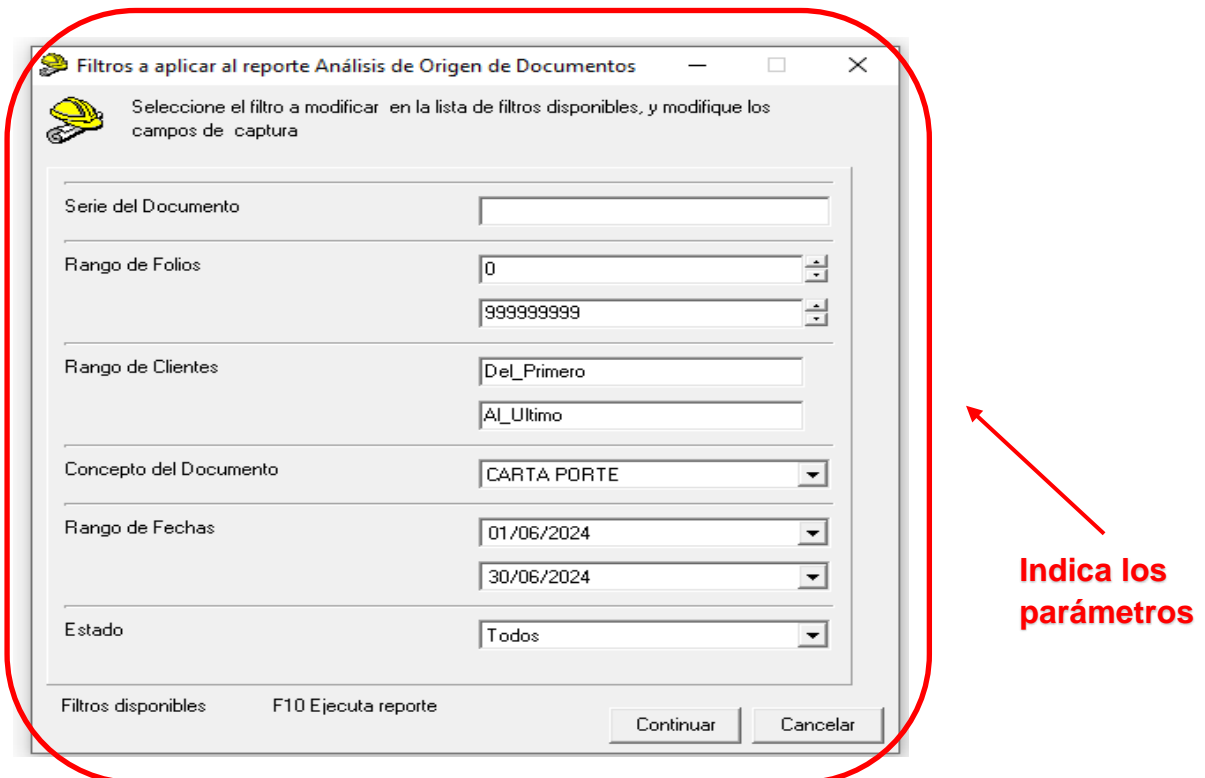 Filtros a aplicar al reporte Análisis de Origen de Documentos
Seleccione el filtro a modificar en la lista de filtros disponibles, y modifique los
campos de captura
Serie del Documento
Rango de Folios
0
999999999
Rango de Clientes
Del_Primero
Al_Ultimo
Concepto del Documento
CARTA PORTE
Rango de Fechas
01/06/2024
30/06/2024
Estado
Todos
Filtros disponibles
F10 Ejecuta reporte
Continuar
Cancelar
Indica los
parámetros